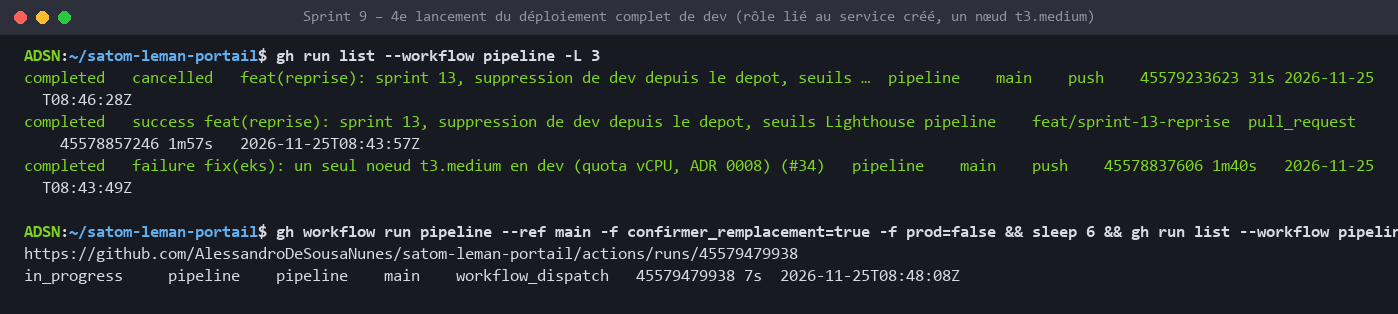 Sprint 9 – 4e lancement du déploiement complet de dev (rôle lié au service créé, un nœud t3.medium)
ADSN:~/satom-leman-portail$ gh run list --workflow pipeline -L 3
completed cancelled feat(reprise): sprint 13, suppression de dev depuis le depot, seuils … pipeline main push 45579233623 31s 2026-11-25
T08:46:28Z
completed success feat(reprise): sprint 13, suppression de dev depuis le depot, seuils Lighthouse pipeline feat/sprint-13-reprise pull_request
45578857246 1m57s 2026-11-25T08:43:57Z
completed failure fix(eks): un seul noeud t3.medium en dev (quota vCPU, ADR 0008) (#34) pipeline main push 45578837606 1m40s 2026-11-25
T08:43:49Z
ADSN:~/satom-leman-portail$ gh workflow run pipeline --ref main -f confirmer_remplacement=true -f prod=false && sleep 6 && gh run list --workflow pipelin
https://github.com/AlessandroDeSousaNunes/satom-leman-portail/actions/runs/45579479938
in_progress pipeline pipeline main workflow_dispatch 45579479938 7s 2026-11-25T08:48:08Z